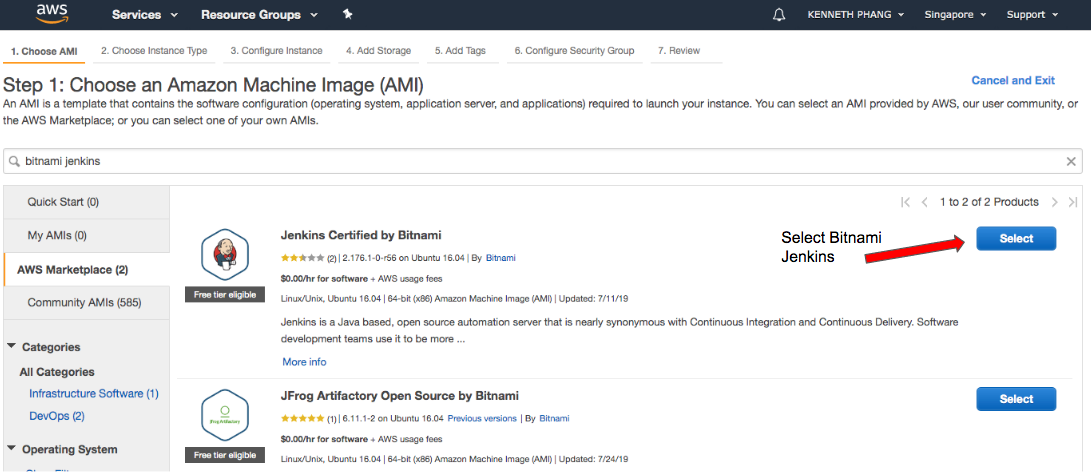 aws
Services
Resource Groups
KENNETH PHANG
Singapore
Support
1. Choose AMI
2. Choose Instance Type
3. Configure Instance
4. Add Storage
5. Add Tags
6. Configure Security Group
7. Review
Step 1: Choose an Amazon Machine Image (AMI)
Cancel and Exit
An AMI is a template that contains the software configuration (operating system, application server, and applications) required to launch your instance. You can select an AMI provided by AWS, our user community, or
the AWS Marketplace; or you can select one of your own AMIs.
bitnami jenkins
Quick Start (0)
My AMIs (0)
AWS Marketplace (2)
Community AMIs (585)
Categories
All Categories
Infrastructure Software (1)
DevOps (2)
Operating System
1 to 2 of 2 Products
Jenkins Certified by Bitnami
(2) | 2.176.1-0-r56 on Ubuntu 16.04 | By Bitnami
$0.00/hr for software + AWS usage fees
Free tier eligible
Linux/Unix, Ubuntu 16.04 | 64-bit (x86) Amazon Machine Image (AMI) | Updated: 7/11/19
Jenkins is a Java based, open source automation server that is nearly synonymous with Continuous Integration and Continuous Delivery. Software
development teams use it to be more ...
More info
Select Bitnami
Jenkins
Select
JFrog Artifactory Open Source by Bitnami
JFrog Artifactory
(1) | 6.11.1-2 on Ubuntu 16.04 Previous versions | By Bitnami
$0.00/hr for software + AWS usage fees
Free tier eligible
Linux/Unix, Ubuntu 16.04 | 64-bit (x86) Amazon Machine Image (AMI) | Updated: 7/24/19
Select